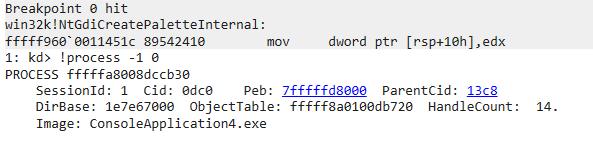 Breakpoint 0 hit
win32k!NtGdiCreatePaletteInternal:
fffff960`0011451c 89542410        mov     dword ptr [rsp+10h],edx
1: kd> !process -1 0
PROCESS fffffa8008dccb30
    SessionId: 1  Cid: 0dc0    Peb: 7fffffd8000  ParentCid: 13c8
    DirBase: 1e7e67000  ObjectTable: fffff8a0100db720  HandleCount:  14.
    Image: ConsoleApplication4.exe